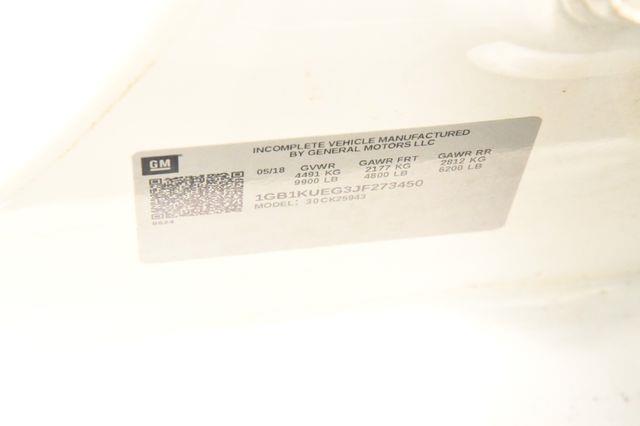 INCOMPLETE VEHICLE MANUFACTURED
BY GENERAL MOTORS LLC
GM
05/18 GVWR GAWR FRT GAWR RR
4491 KG 2177 KG 2812 KG
9900 LB 4800 LB 6200 LB
1GB1KUEG3JF273450
MODEL: 30CK25943
0624